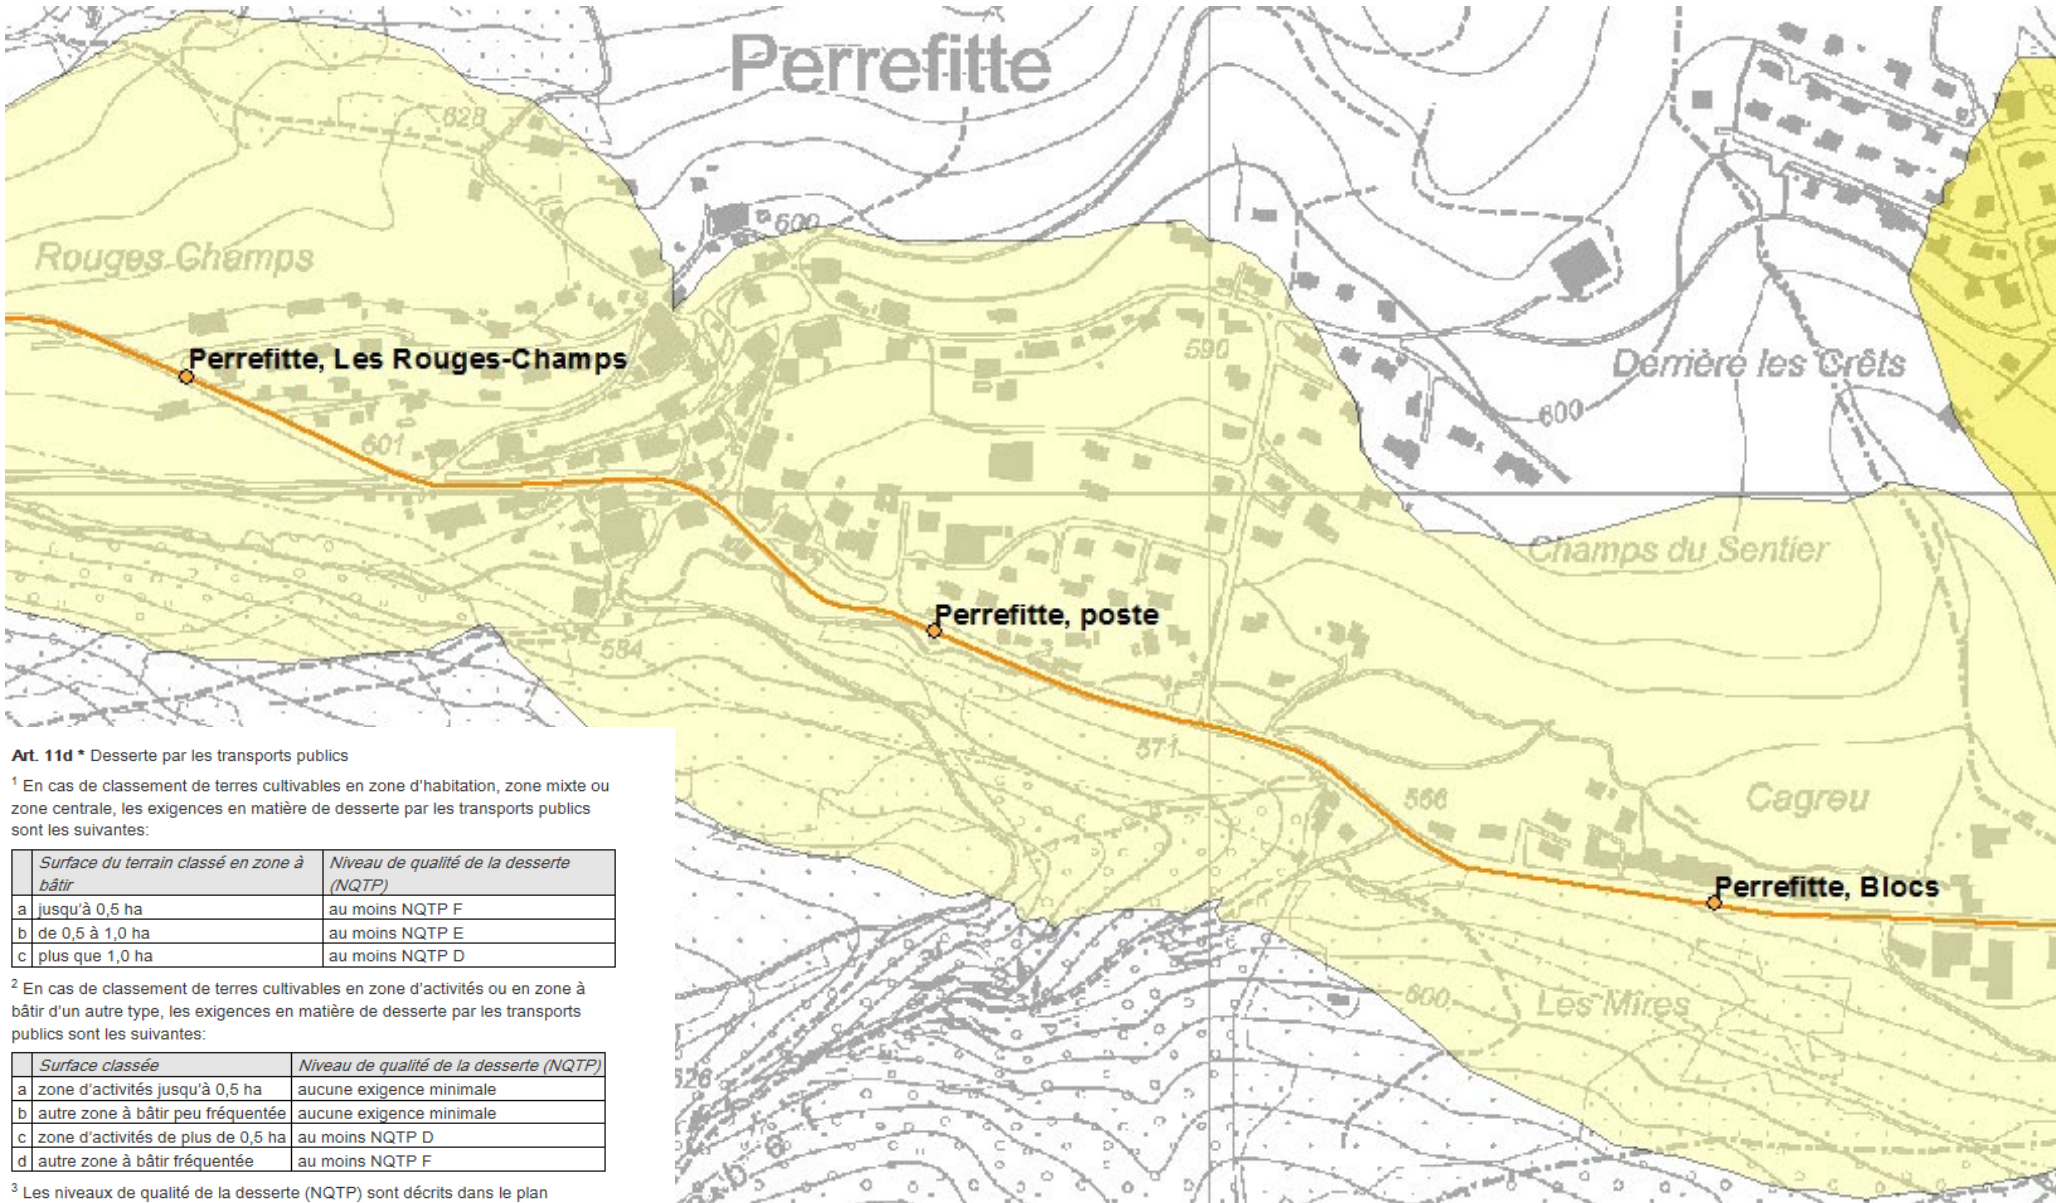 Perrefitte
628
600
Rouges Champs
Perrefitte, Les Rouges-Champs
590
Derrière les Crêts
600
601
Champs du Sentier
Perrefitte, poste
584
571
566
Cagreu
Perrefitte, Blocs
600
Les Mires
Art. 11d * Desserte par les transports publics
1 En cas de classement de terres cultivables en zone d'habitation, zone mixte ou
zone centrale, les exigences en matière de desserte par les transports publics
sont les suivantes:
Surface du terrain classé en zone à bâtir | Niveau de qualité de la desserte (NQTP)
a jusqu'à 0,5 ha | au moins NQTP F
b de 0,5 à 1,0 ha | au moins NQTP E
c plus que 1,0 ha | au moins NQTP D
2 En cas de classement de terres cultivables en zone d'activités ou en zone à
bâtir d'un autre type, les exigences en matière de desserte par les transports
publics sont les suivantes:
Surface classée | Niveau de qualité de la desserte (NQTP)
a zone d'activités jusqu'à 0,5 ha | aucune exigence minimale
b autre zone à bâtir peu fréquentée | aucune exigence minimale
c zone d'activités de plus de 0,5 ha | au moins NQTP D
d autre zone à bâtir fréquentée | au moins NQTP F
3 Les niveaux de qualité de la desserte (NQTP) sont décrits dans le plan